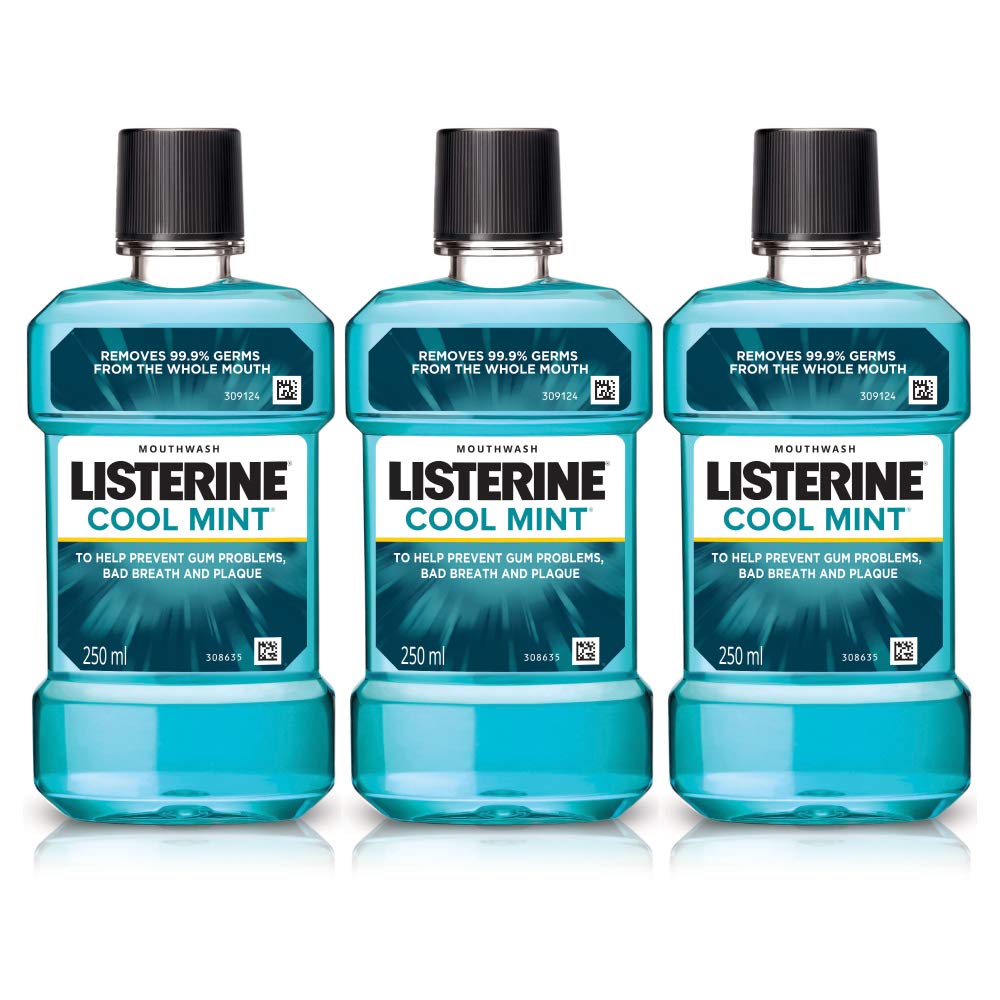 REMOVES 99.9% GERMS
FROM THE WHOLE MOUTH
309124
MOUTHWASH
LISTERINE®
COOL MINT®
TO HELP PREVENT GUM PROBLEMS,
BAD BREATH AND PLAQUE
250 ml
308635
REMOVES 99.9% GERMS
FROM THE WHOLE MOUTH
309124
MOUTHWASH
LISTERINE®
COOL MINT®
TO HELP PREVENT GUM PROBLEMS,
BAD BREATH AND PLAQUE
250 ml
308635
REMOVES 99.9% GERMS
FROM THE WHOLE MOUTH
309124
MOUTHWASH
LISTERINE®
COOL MINT®
TO HELP PREVENT GUM PROBLEMS,
BAD BREATH AND PLAQUE
250 ml
308635